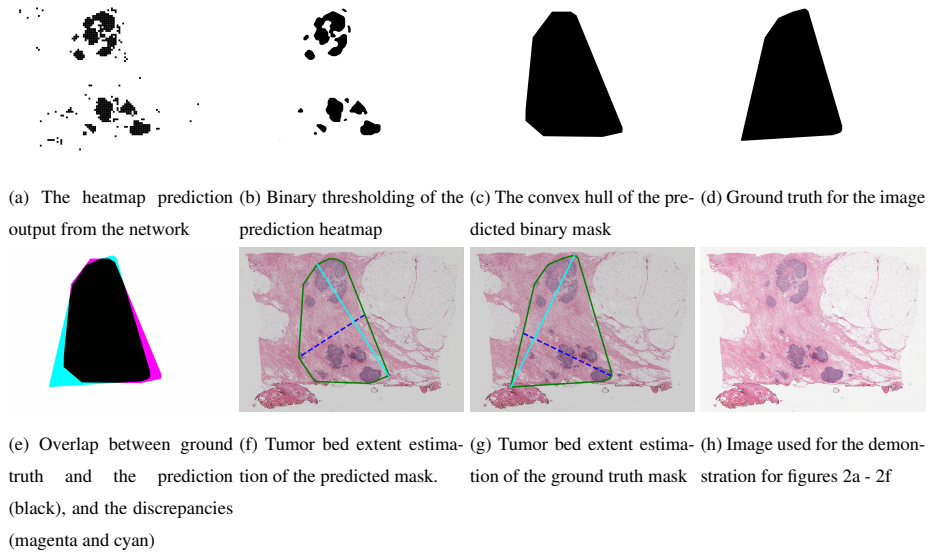 (a) The heatmap prediction output from the network
(b) Binary thresholding of the prediction heatmap
(c) The convex hull of the pre-
dicted binary mask
(d) Ground truth for the image
(e) Overlap between ground
truth and the prediction
(black), and the discrepancies
(magenta and cyan)
(f) Tumor bed extent estima-
tion of the predicted mask.
(g) Tumor bed extent estima-
tion of the ground truth mask
(h) Image used for the demon-
stration for figures 2a - 2f